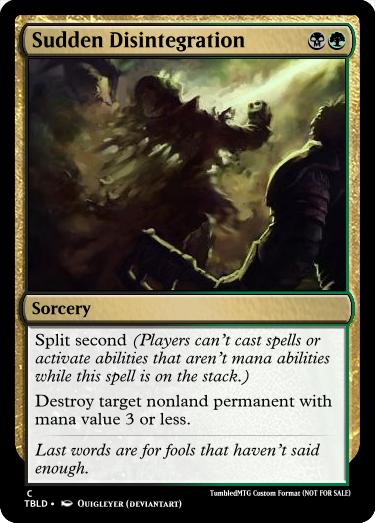 Sudden Disintegration
Sorcery
Split second (Players can't cast spells or
activate abilities that aren't mana abilities
while this spell is on the stack.)
Destroy target nonland permanent with
mana value 3 or less.
Last words are for fools that haven't said
enough.
C
TBLD • Quigleyer (deviantart)
TumbledMTG Custom Format (NOT FOR SALE)